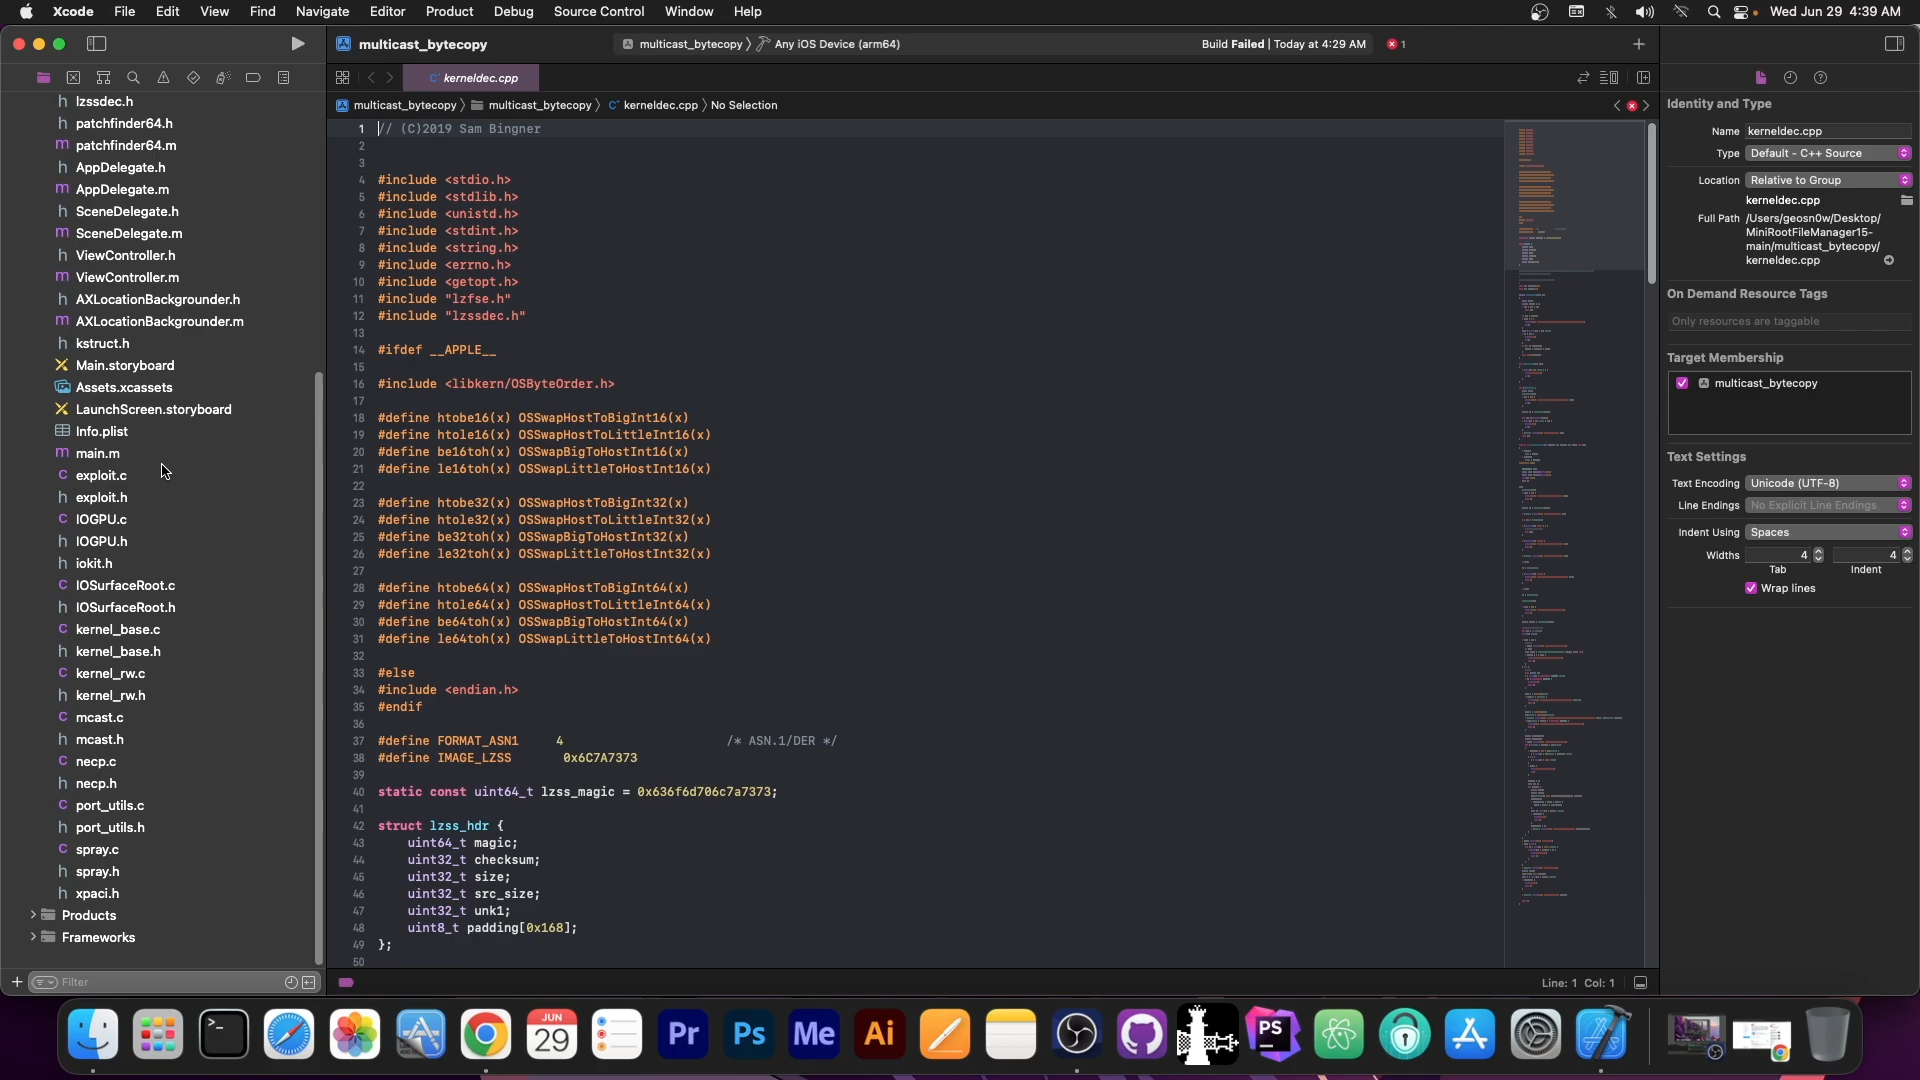 Xcode File Edit View Find Navigate Editor Product Debug Source Control Window Help Wed Jun 29 4:39 AM
multicast_bytecopy multicast_bytecopy Any iOS Device (arm64) Build Failed | Today at 4:29 AM 1
kerneldec.cpp
multicast_bytecopy multicast_bytecopy kerneldec.cpp No Selection
h lzssdec.h
h patchfinder64.h
m patchfinder64.m
h AppDelegate.h
m AppDelegate.m
h SceneDelegate.h
m SceneDelegate.m
h ViewController.h
m ViewController.m
h AXLocationBackgrounder.h
m AXLocationBackgrounder.m
h kstruct.h
Main.storyboard
Assets.xcassets
LaunchScreen.storyboard
Info.plist
m main.m
C exploit.c
h exploit.h
C IOGPU.c
h IOGPU.h
h iokit.h
C IOSurfaceRoot.c
h IOSurfaceRoot.h
C kernel_base.c
h kernel_base.h
C kernel_rw.c
h kernel_rw.h
C mcast.c
h mcast.h
C necp.c
h necp.h
C port_utils.c
h port_utils.h
C spray.c
h spray.h
h xpaci.h
Products
Frameworks
Filter
1 // (C)2019 Sam Bingner
2
3
4 #include <stdio.h>
5 #include <stdlib.h>
6 #include <unistd.h>
7 #include <stdint.h>
8 #include <string.h>
9 #include <errno.h>
10 #include <getopt.h>
11 #include "lzfse.h"
12 #include "lzssdec.h"
13
14 #ifdef __APPLE__
15
16 #include <libkern/OSByteOrder.h>
17
18 #define htobe16(x) OSSwapHostToBigInt16(x)
19 #define htole16(x) OSSwapHostToLittleInt16(x)
20 #define be16toh(x) OSSwapBigToHostInt16(x)
21 #define le16toh(x) OSSwapLittleToHostInt16(x)
22
23 #define htobe32(x) OSSwapHostToBigInt32(x)
24 #define htole32(x) OSSwapHostToLittleInt32(x)
25 #define be32toh(x) OSSwapBigToHostInt32(x)
26 #define le32toh(x) OSSwapLittleToHostInt32(x)
27
28 #define htobe64(x) OSSwapHostToBigInt64(x)
29 #define htole64(x) OSSwapHostToLittleInt64(x)
30 #define be64toh(x) OSSwapBigToHostInt64(x)
31 #define le64toh(x) OSSwapLittleToHostInt64(x)
32
33 #else
34 #include <endian.h>
35 #endif
36
37 #define FORMAT_ASN1 4 /* ASN.1/DER */
38 #define IMAGE_LZSS 0x6C7A7373
39
40 static const uint64_t lzss_magic = 0x636f6d706c7a7373;
41
42 struct lzss_hdr {
43 uint64_t magic;
44 uint32_t checksum;
45 uint32_t size;
46 uint32_t src_size;
47 uint32_t unk1;
48 uint8_t padding[0x168];
49 };
50
Line: 1 Col: 1
Identity and Type
Name kerneldec.cpp
Type Default - C++ Source
Location Relative to Group
kerneldec.cpp
Full Path /Users/geosn0w/Desktop/
MiniRootFileManager15-
main/multicast_bytecopy/
kerneldec.cpp
On Demand Resource Tags
Only resources are taggable
Target Membership
multicast_bytecopy
Text Settings
Text Encoding Unicode (UTF-8)
Line Endings No Explicit Line Endings
Indent Using Spaces
Widths 4 4
Tab Indent
Wrap lines
JUN
29
Pr
Ps
Me
Ai
PS